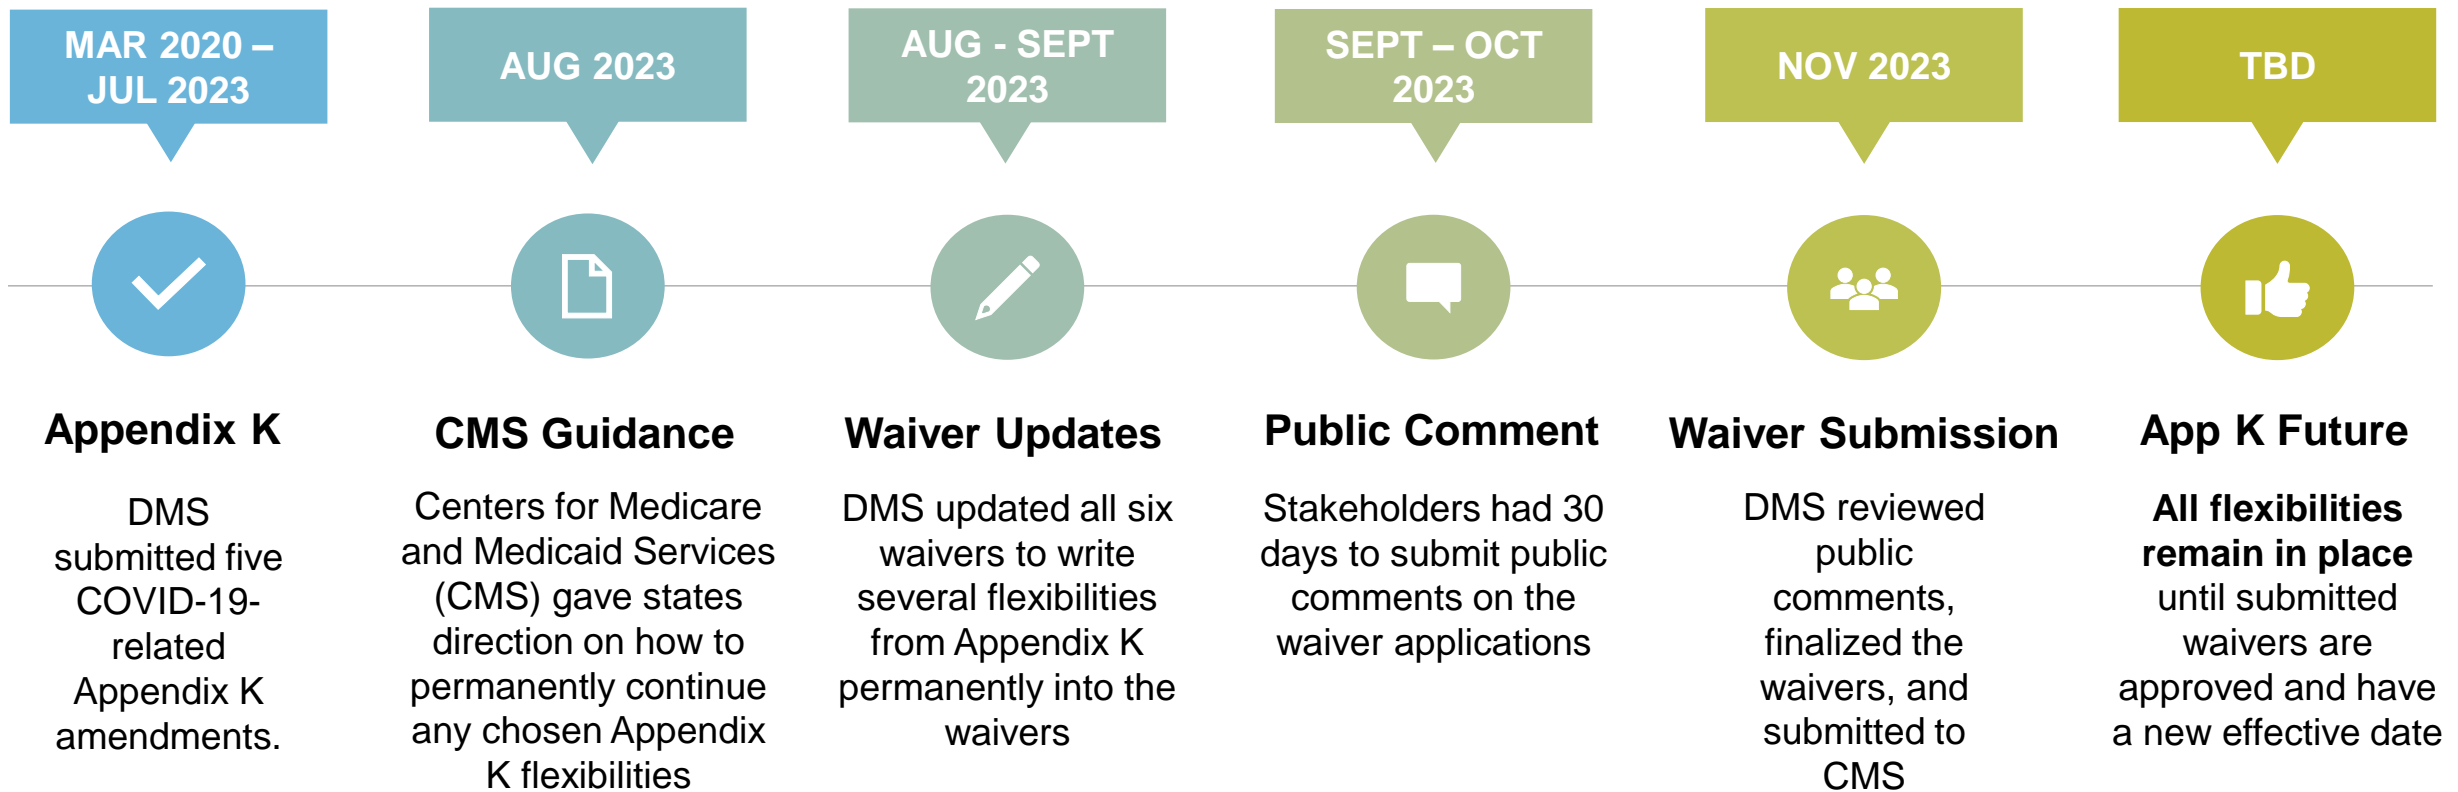 MAR 2020 –
JUL 2023
AUG 2023
AUG - SEPT
2023
SEPT – OCT
2023
NOV 2023
TBD
Appendix K
DMS
submitted five
COVID-19-
related
Appendix K
amendments.
CMS Guidance
Centers for Medicare
and Medicaid Services
(CMS) gave states
direction on how to
permanently continue
any chosen Appendix
K flexibilities
Waiver Updates
DMS updated all six
waivers to write
several flexibilities
from Appendix K
permanently into the
waivers
Public Comment
Stakeholders had 30
days to submit public
comments on the
waiver applications
Waiver Submission
DMS reviewed
public
comments,
finalized the
waivers, and
submitted to
CMS
App K Future
All flexibilities
remain in place
until submitted
waivers are
approved and have
a new effective date